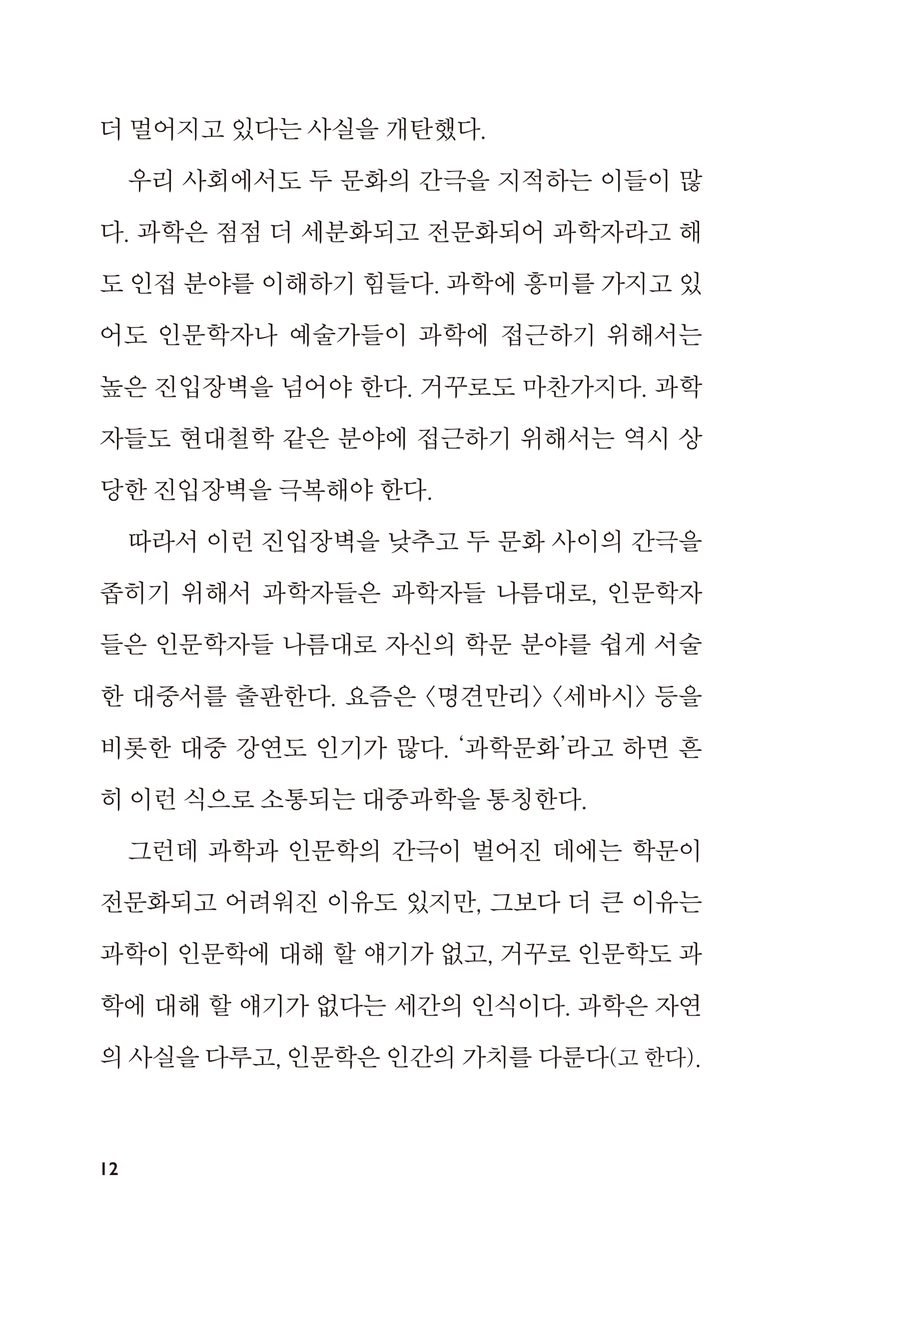 더 멀어지고 있다는 사실을 개탄했다.
우리 사회에서도 두 문화의 간극을 지적하는 이들이 많
다. 과학은 점점 더 세분화되고 전문화되어 과학자라고 해
도 인접 분야를 이해하기 힘들다. 과학에 흥미를 가지고 있
어도 인문학자나 예술가들이 과학에 접근하기 위해서는
높은 진입장벽을 넘어야 한다. 거꾸로도 마찬가지다. 과학
자들도 현대철학 같은 분야에 접근하기 위해서는 역시 상
당한 진입장벽을 극복해야 한다.
따라서 이런 진입장벽을 낮추고 두 문화 사이의 간극을
좁히기 위해서 과학자들은 과학자들 나름대로, 인문학자
들은 인문학자들 나름대로 자신의 학문 분야를 쉽게 서술
한 대중서를 출판한다. 요즘은 〈명견만리〉 〈세바시〉 등을
비롯한 대중 강연도 인기가 많다. ‘과학문화’라고 하면 흔
히 이런 식으로 소통되는 대중과학을 통칭한다.
그런데 과학과 인문학의 간극이 벌어진 데에는 학문이
전문화되고 어려워진 이유도 있지만, 그보다 더 큰 이유는
과학이 인문학에 대해 할 얘기가 없고, 거꾸로 인문학도 과
학에 대해 할 얘기가 없다는 세간의 인식이다. 과학은 자연
의 사실을 다루고, 인문학은 인간의 가치를 다룬다(고 한다).
12